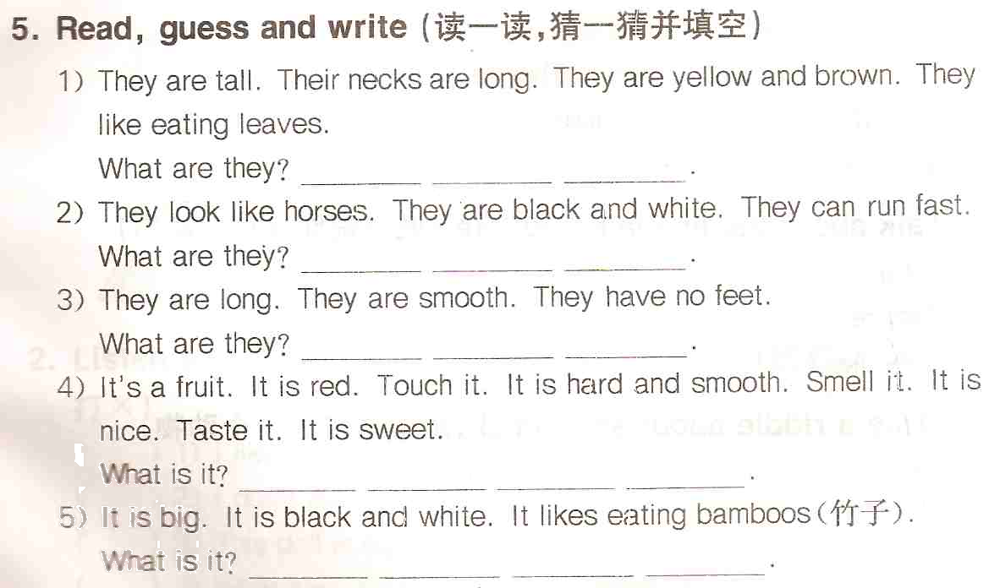 5. Read, guess and write (读一读,猜一猜并填空)
1) They are tall. Their necks are long. They are yellow and brown. They
like eating leaves.
What are they? ________ ________ ________.
2) They look like horses. They are black and white. They can run fast.
What are they? ________ ________ ________.
3) They are long. They are smooth. They have no feet.
What are they? ________ ________ ________.
4) It's a fruit. It is red. Touch it. It is hard and smooth. Smell it. It is
nice. Taste it. It is sweet.
What is it? ________ ________ ________ ________.
5) It is big. It is black and white. It likes eating bamboos(竹子).
What is it? ________ ________ ________ ________.